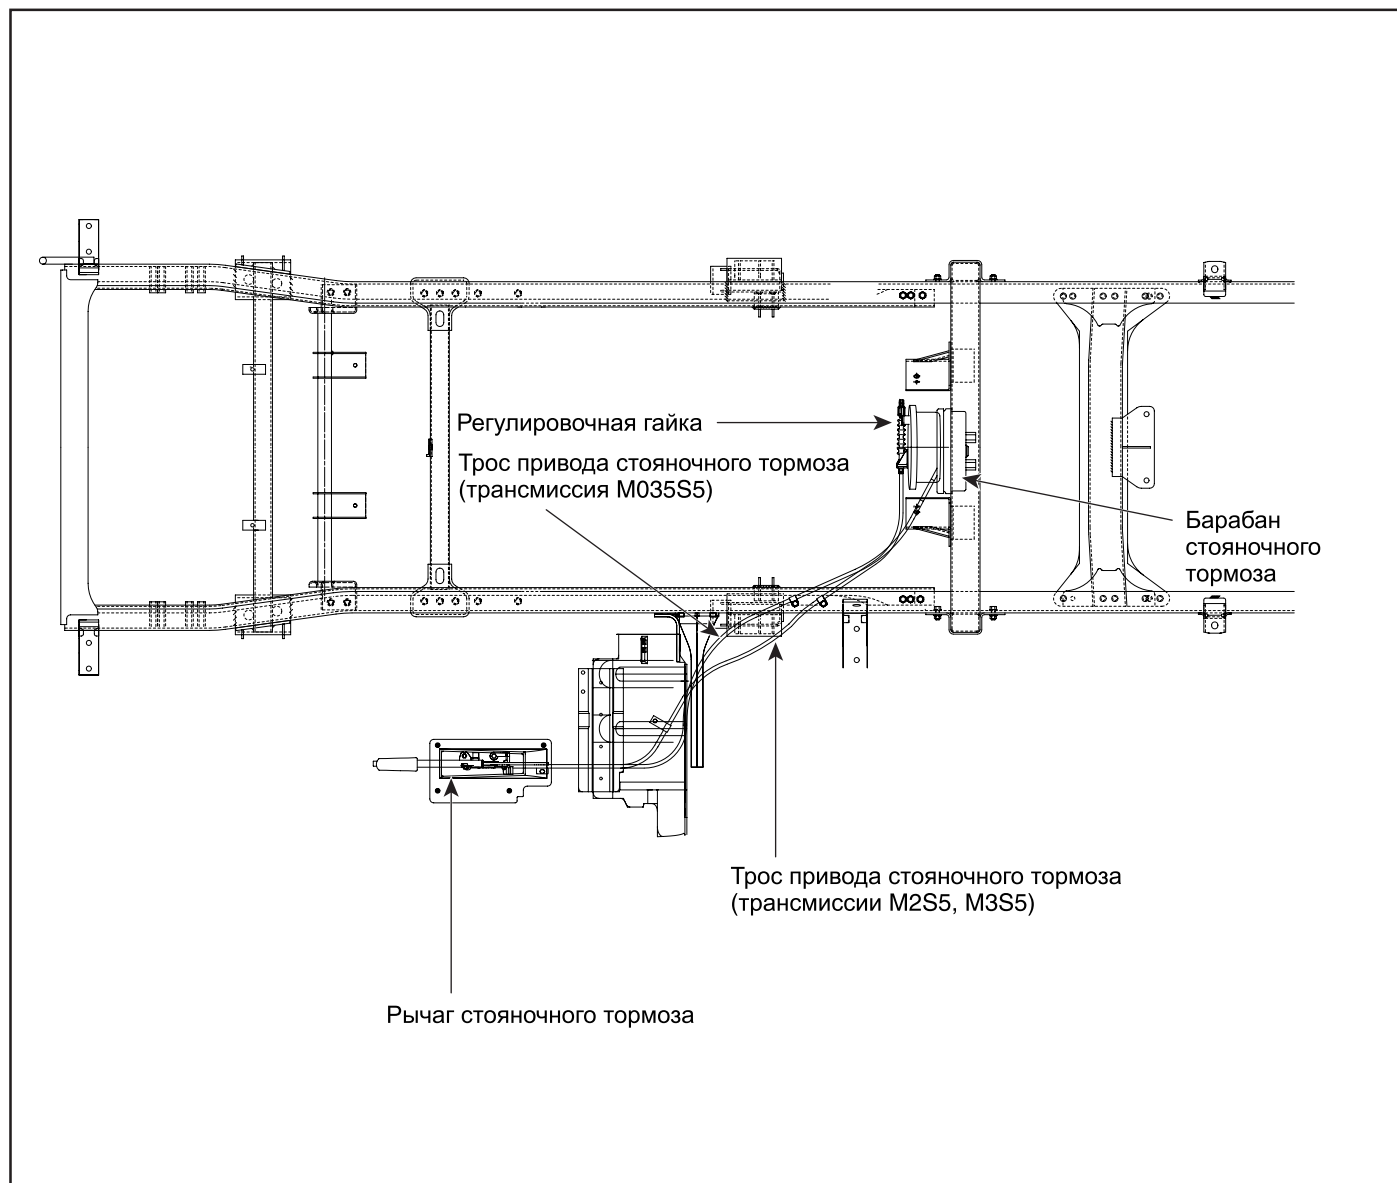 Регулировочная гайка
Трос привода стояночного тормоза
(трансмиссия M035S5)
Барабан
стояночного
тормоза
Трос привода стояночного тормоза
(трансмиссии M2S5, M3S5)
Рычаг стояночного тормоза